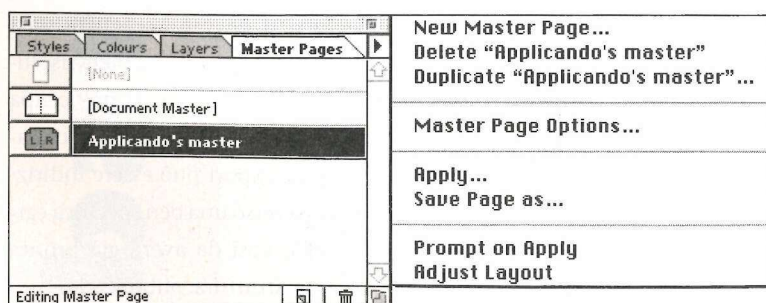 Styles Colours Layers Master Pages
[None]
[Document Master]
L R Applicando's master
Editing Master Page
New Master Page...
Delete “Applicando's master”
Duplicate “Applicando's master”...
Master Page Options...
Apply...
Save Page as...
Prompt on Apply
Adjust Layout